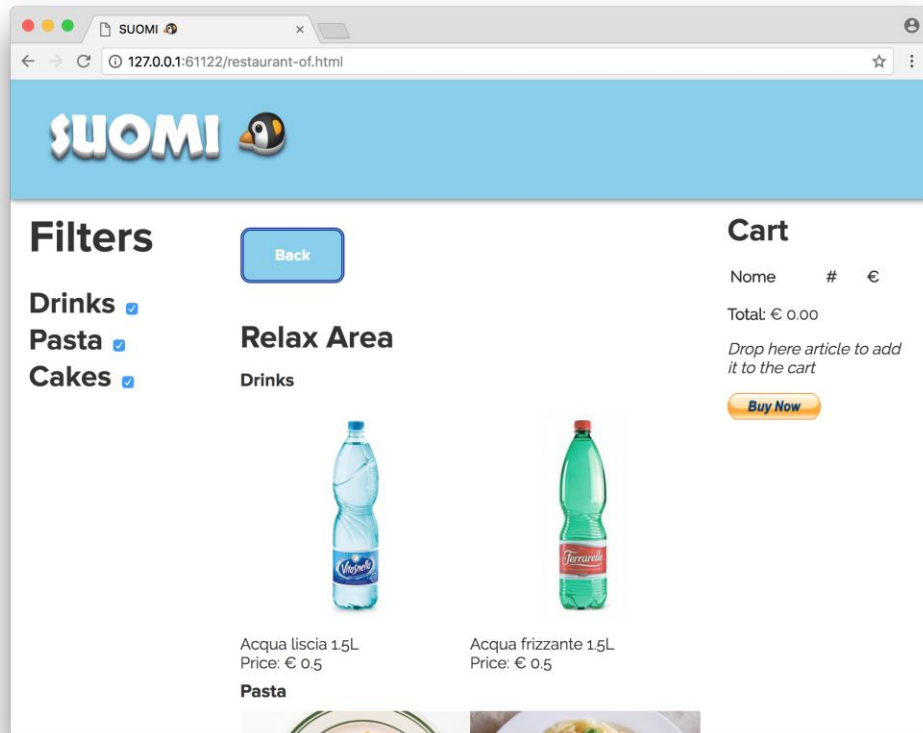 SUOMI
127.0.0.1:61122/restaurant-of.html
SUOMI
Filters
Drinks
Pasta
Cakes
Back
Relax Area
Drinks
Vitasnella
Ferrarelle
Acqua liscia 1.5L
Price: € 0.5
Acqua frizzante 1.5L
Price: € 0.5
Pasta
Cart
Nome # €
Total: € 0.00
Drop here article to add
it to the cart
Buy Now